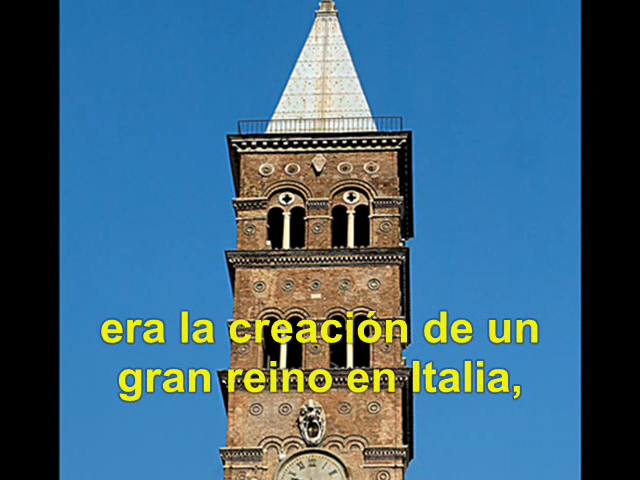 era la creación de un
gran reino en Italia,